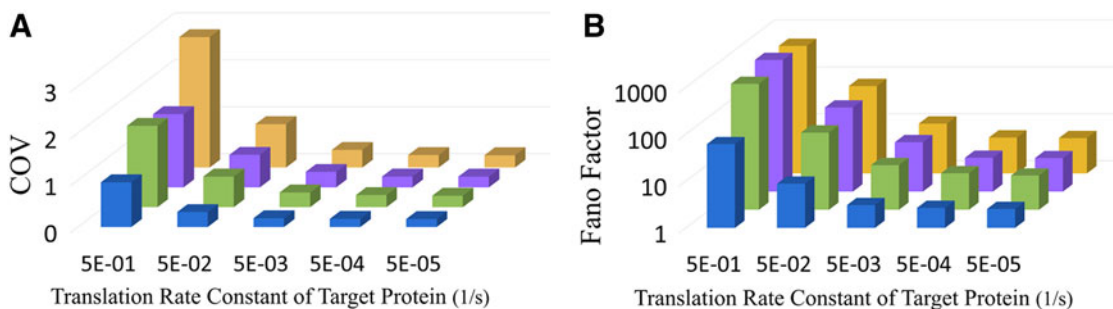 A
COV
3
2
1
0
5E-01 5E-02 5E-03 5E-04 5E-05
Translation Rate Constant of Target Protein (1/s)
B
Fano Factor
1000
100
10
1
5E-01 5E-02 5E-03 5E-04 5E-05
Translation Rate Constant of Target Protein (1/s)